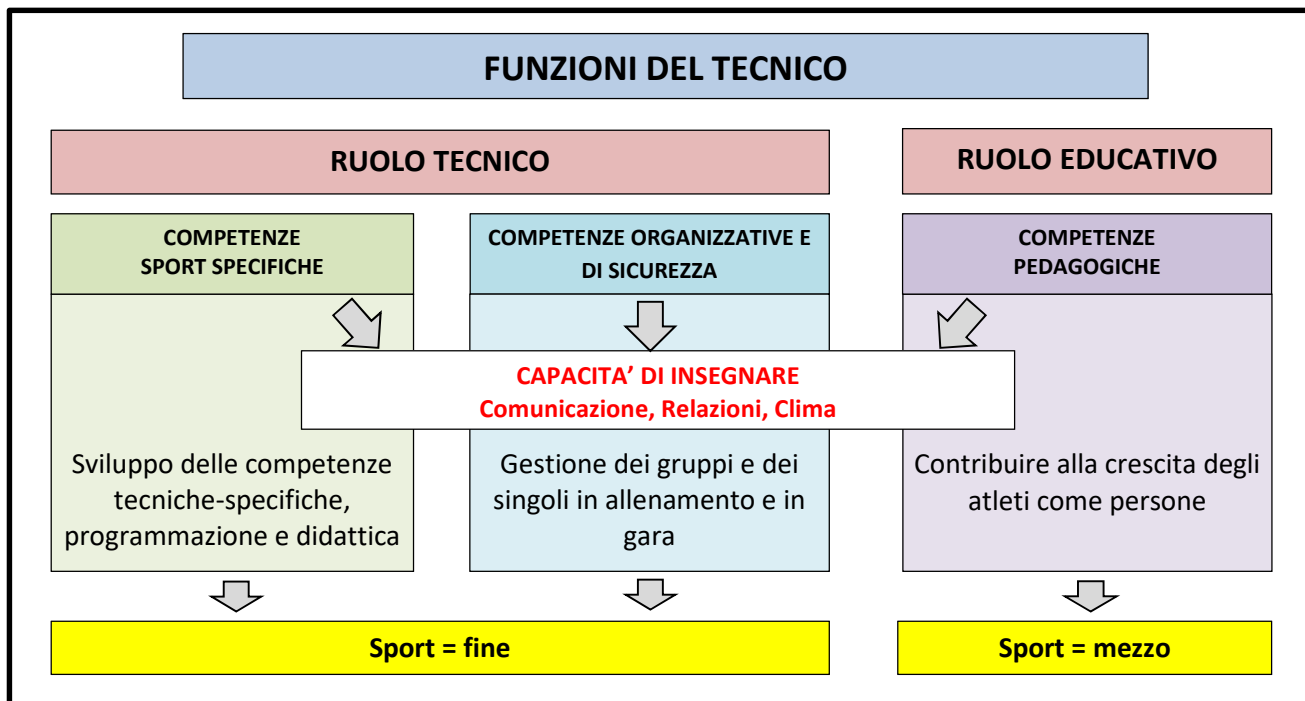 FUNZIONI DEL TECNICO
RUOLO TECNICO
RUOLO EDUCATIVO
COMPETENZE
SPORT SPECIFICHE
COMPETENZE ORGANIZZATIVE E
DI SICUREZZA
COMPETENZE
PEDAGOGICHE
CAPACITA’ DI INSEGNARE
Comunicazione, Relazioni, Clima
Sviluppo delle competenze
tecniche-specifiche,
programmazione e didattica
Gestione dei gruppi e dei
singoli in allenamento e in
gara
Contribuire alla crescita degli
atleti come persone
Sport = fine
Sport = mezzo